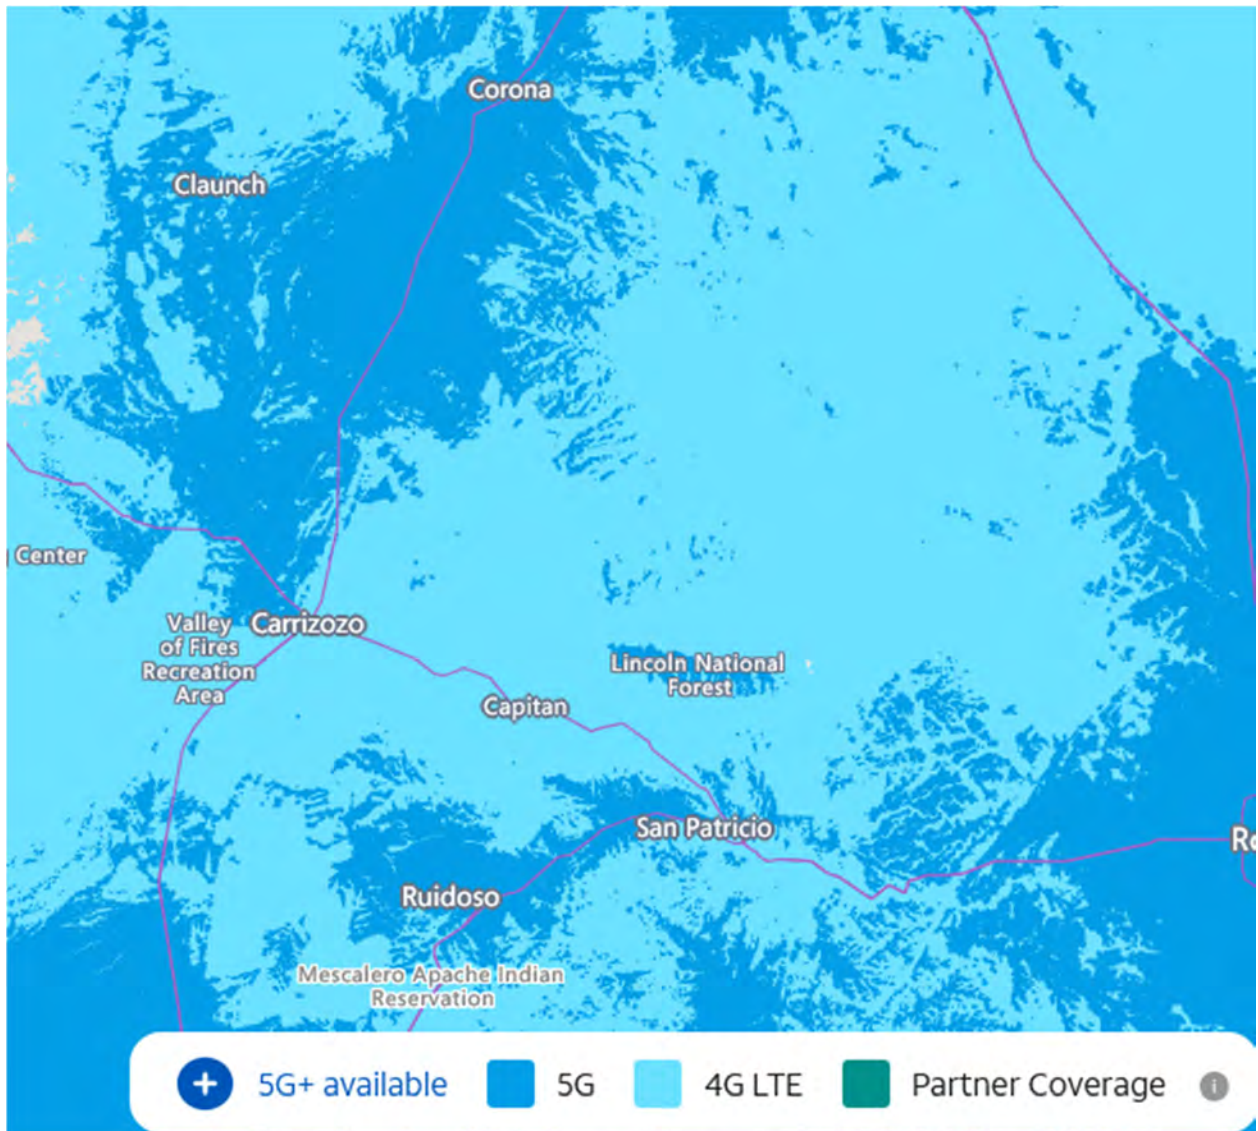 Corona
Claunch
Center
Valley
of Fires
Recreation
Area
Carrizozo
Lincoln National
Forest
Capitan
San Patricio
Ro
Ruidoso
Mescalero Apache Indian
Reservation
+ 5G+ available 5G 4G LTE Partner Coverage i